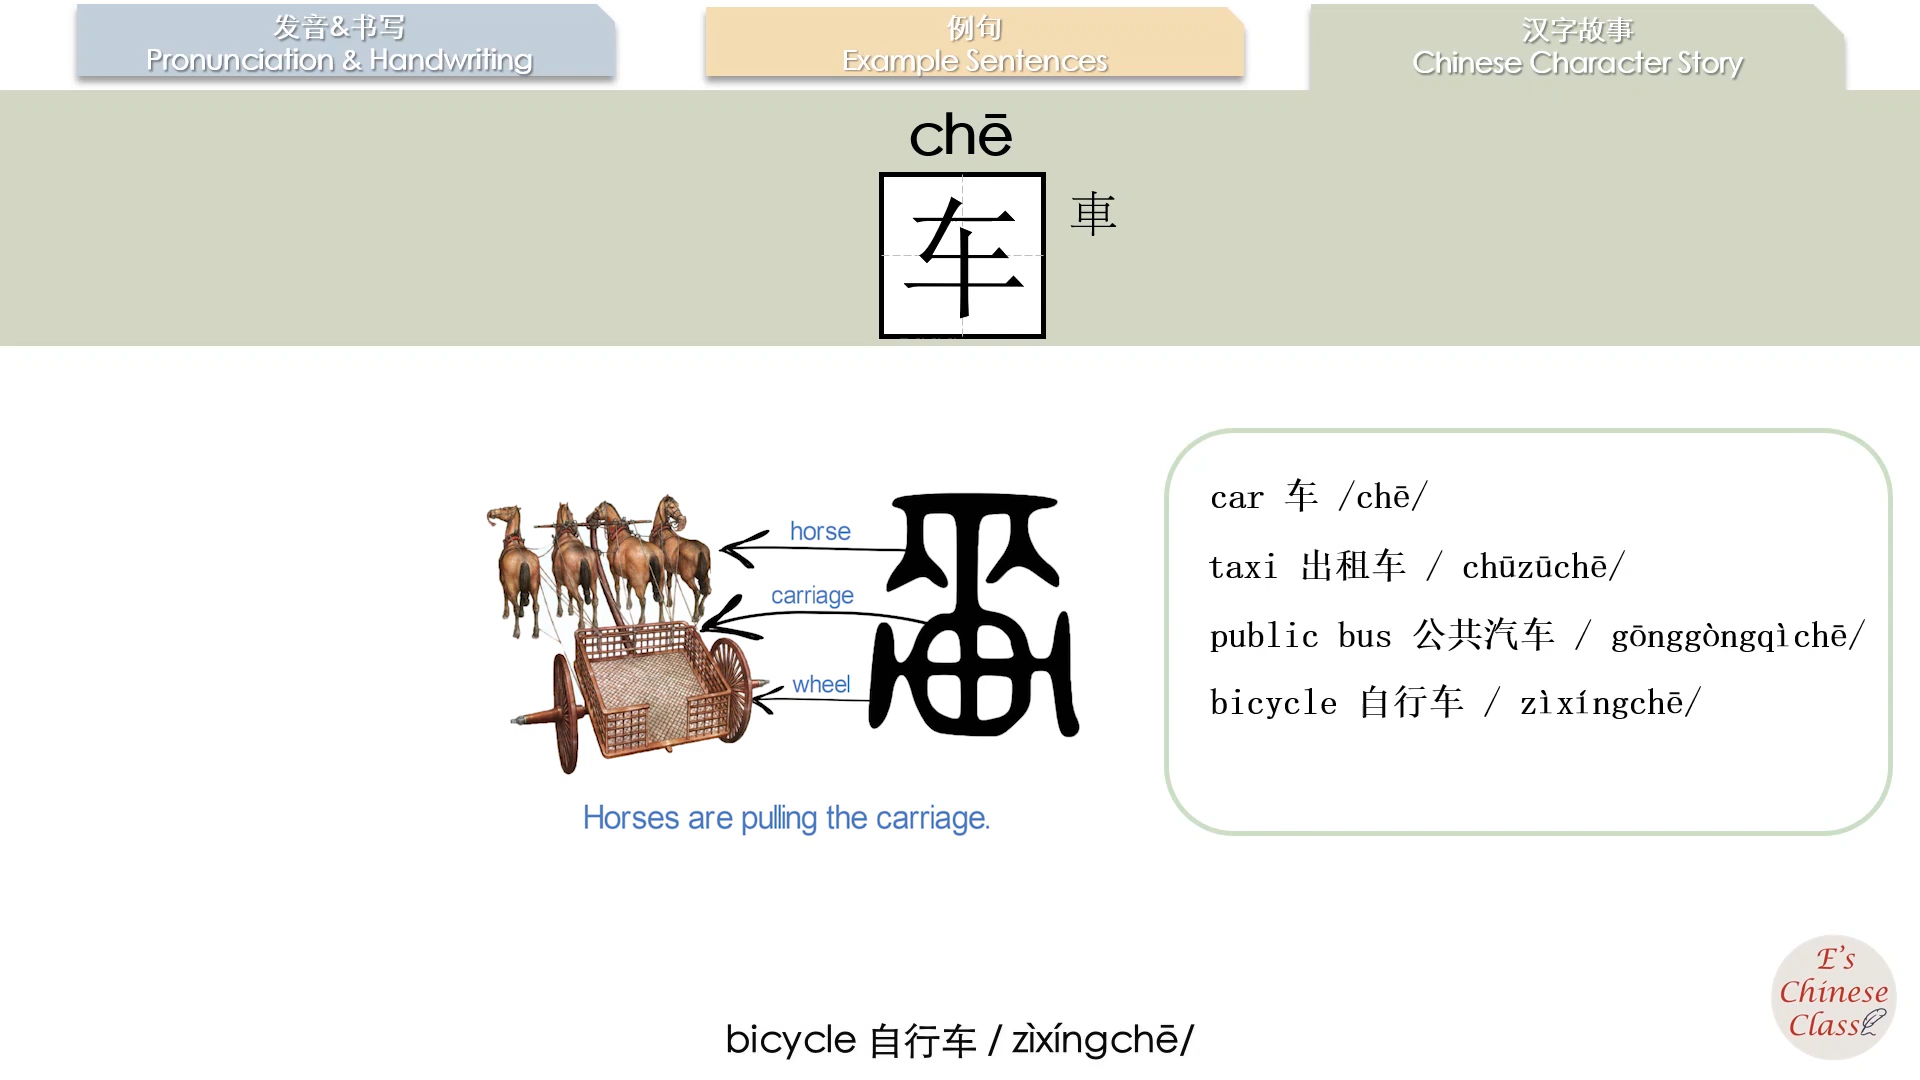 发音&书写
Pronunciation & Handwriting
例句
Example Sentences
汉字故事
Chinese Character Story
chē
车
車
horse
carriage
wheel
Horses are pulling the carriage.
car 车 /chē/
taxi 出租车 / chūzūchē/
public bus 公共汽车 / gōnggòngqìchē/
bicycle 自行车 / zìxíngchē/
E's
Chinese
Class
bicycle 自行车 / zìxíngchē/